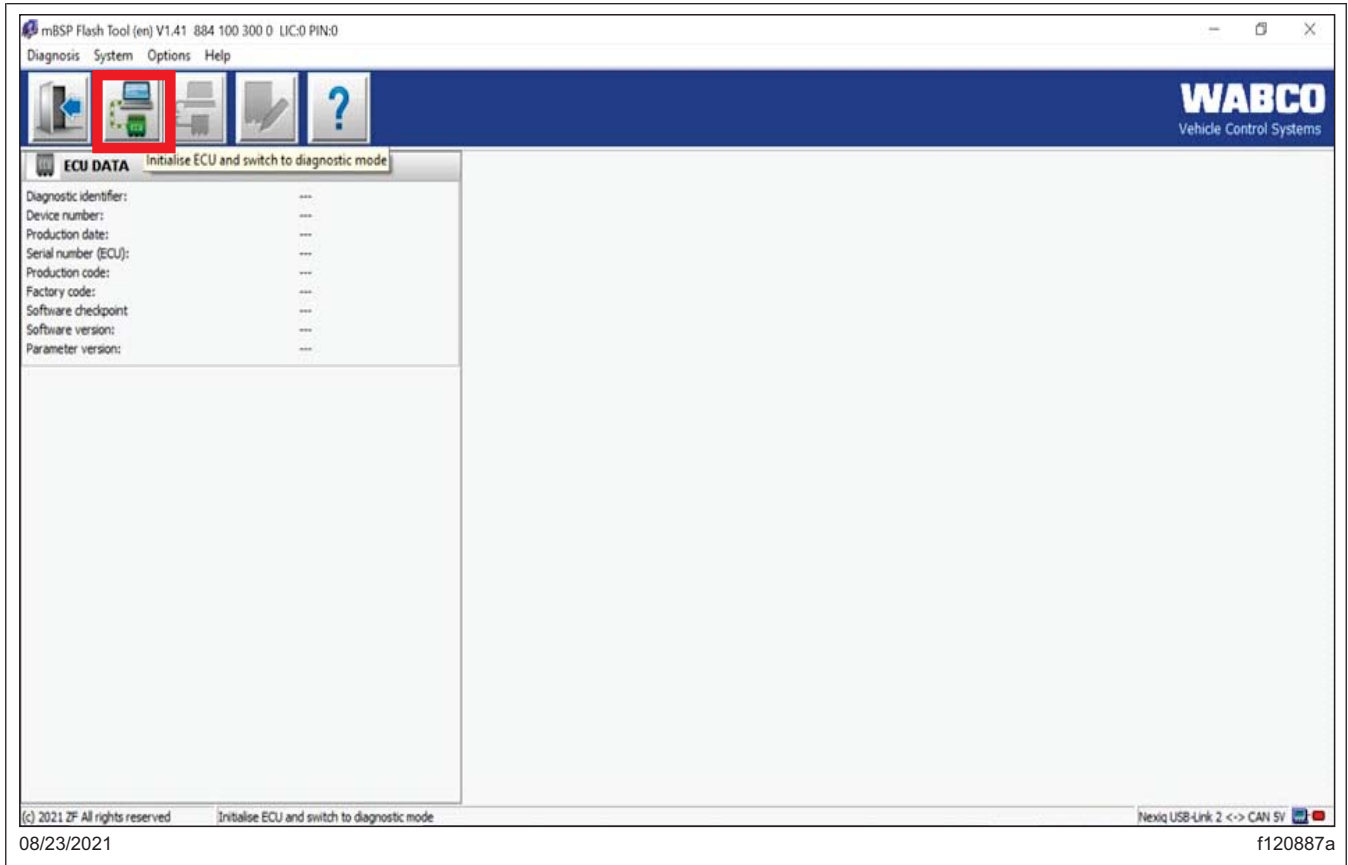 mBSP Flash Tool (en) V1.41 884 100 300 0 LIC:0 PIN:0
Diagnosis System Options Help
?
WABCO
Vehicle Control Systems
ECU DATA
Initialise ECU and switch to diagnostic mode
Diagnostic identifier: ---
Device number: ---
Production date: ---
Serial number (ECU): ---
Production code: ---
Factory code: ---
Software checkpoint ---
Software version: ---
Parameter version: ---
(c) 2021 ZF All rights reserved Initialise ECU and switch to diagnostic mode Nexiq USB-Link 2 <-> CAN 5V
08/23/2021 f120887a